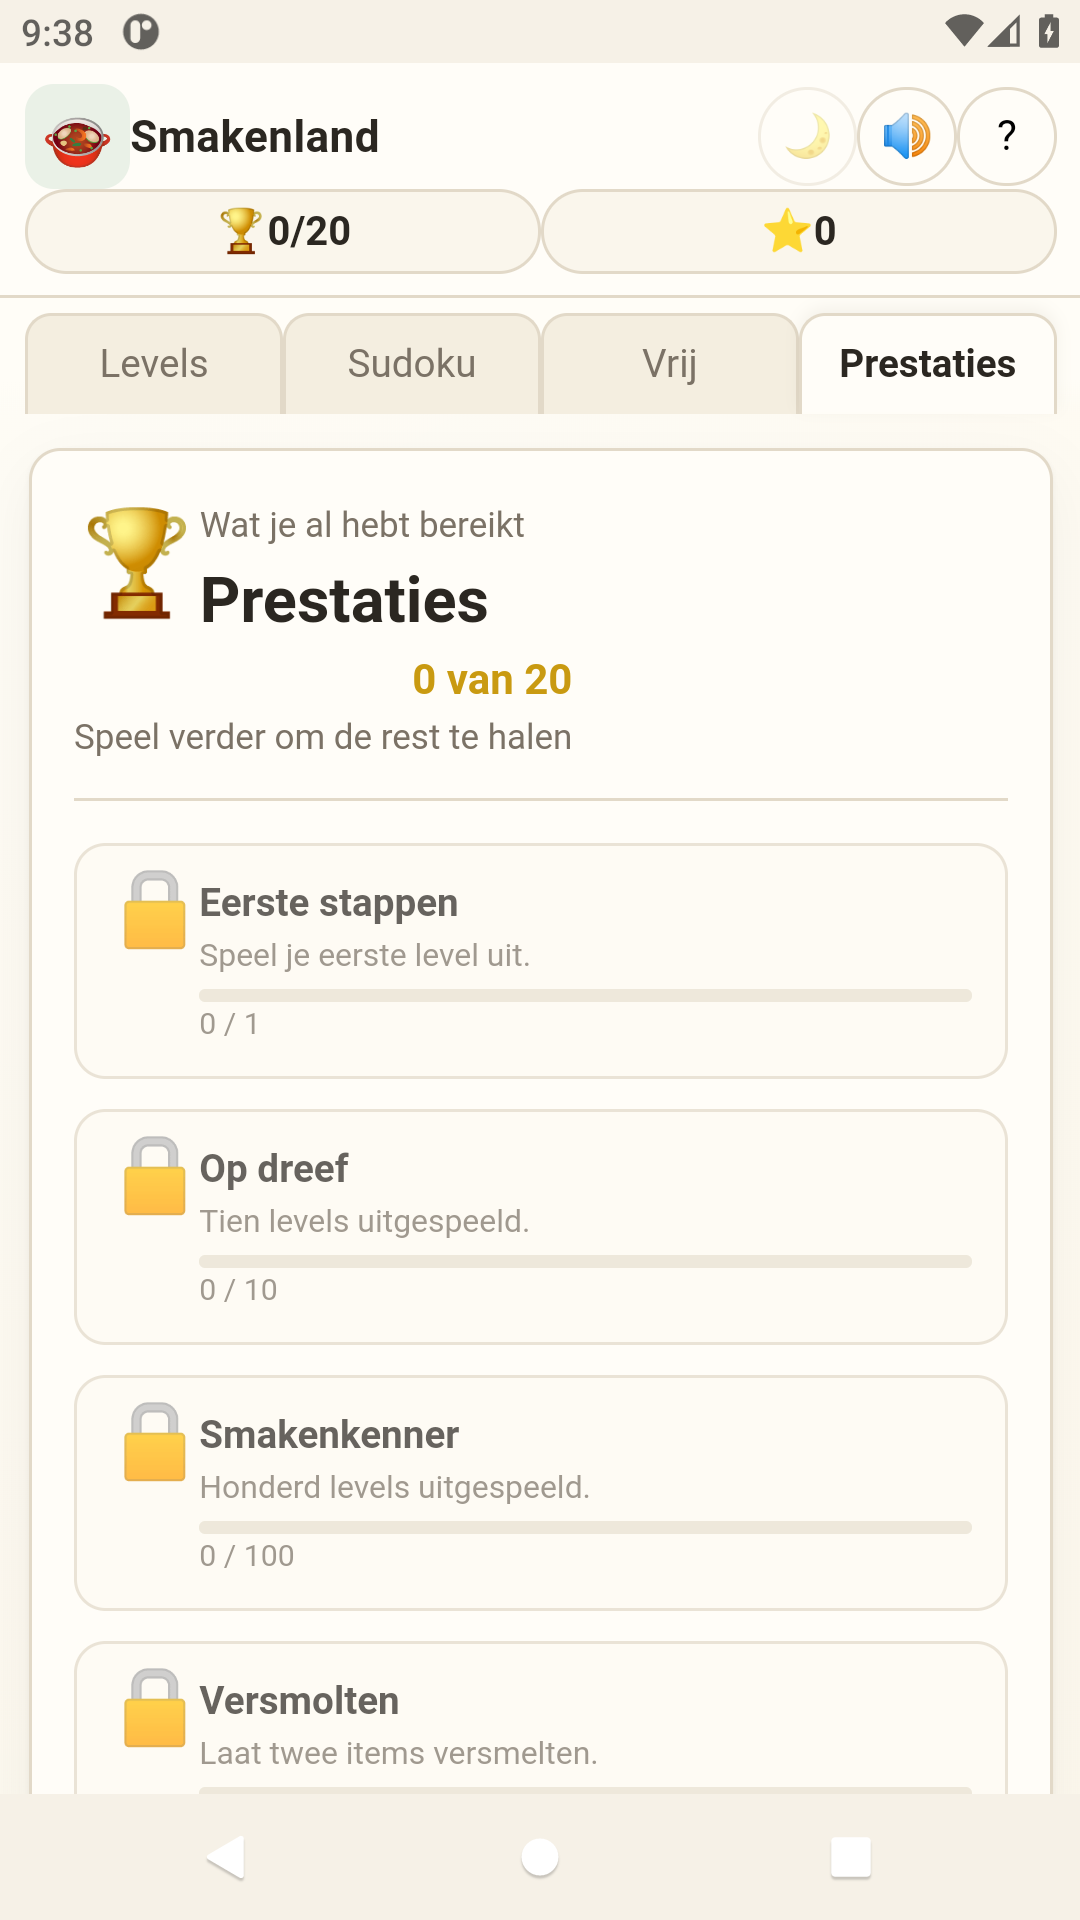 9:38
Smakenland
?
0/20
0
Levels
Sudoku
Vrij
Prestaties
Wat je al hebt bereikt
Prestaties
0 van 20
Speel verder om de rest te halen
Eerste stappen
Speel je eerste level uit.
0 / 1
Op dreef
Tien levels uitgespeeld.
0 / 10
Smakenkenner
Honderd levels uitgespeeld.
0 / 100
Versmolten
Laat twee items versmelten.